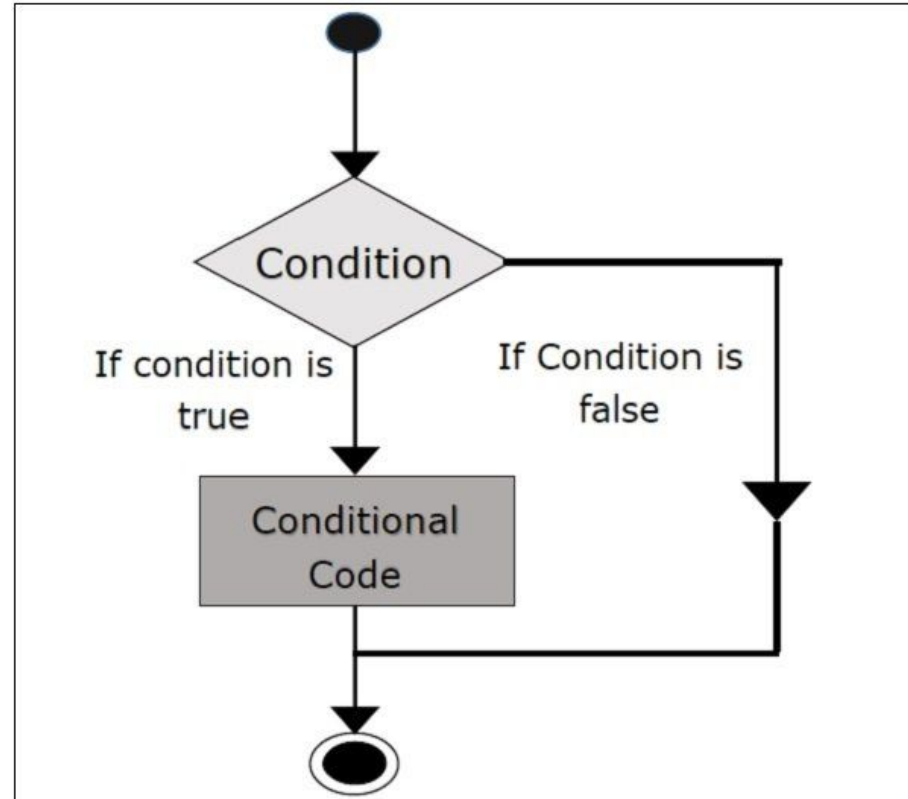 Condition
If condition is
true
If Condition is
false
Conditional
Code